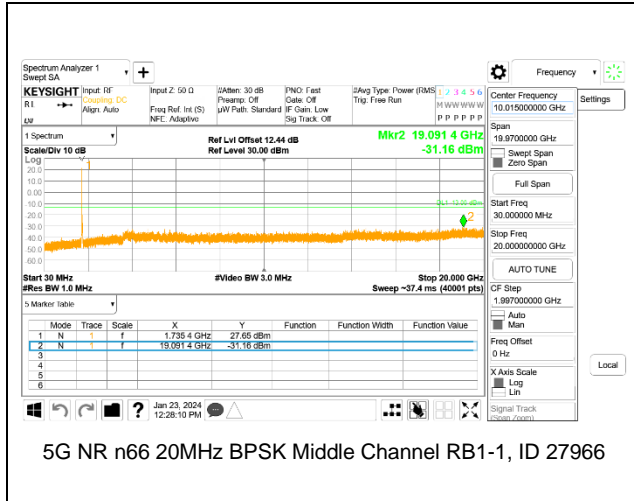 Spectrum Analyzer 1
Swept SA
+
Frequency
KEYSIGHT
Input: RF
Input Z: 50 Ω
#Atten: 30 dB
PNO: Fast
#Avg Type: Power (RMS
1 2 3 4 5 6
RL
Coupling: DC
Preamp: Off
Gate: Off
Trig: Free Run
M W W W W W
Align: Auto
Freq Ref: Int (S)
µW Path: Standard
IF Gain: Low
P P P P P P
NFE: Adaptive
Sig Track: Off
1 Spectrum
Ref Lvl Offset 12.44 dB
Mkr2 19.091 4 GHz
Scale/Div 10 dB
Ref Level 30.00 dBm
-31.16 dBm
Log
20.0
10.0
0.00
-10.0
-20.0
-30.0
-40.0
-50.0
-60.0
1
2
Start 30 MHz
#Video BW 3.0 MHz
Stop 20.000 GHz
#Res BW 1.0 MHz
Sweep ~37.4 ms (40001 pts)
5 Marker Table
Mode Trace Scale X Y Function Function Width Function Value
1 N 1 f 1.735 4 GHz 27.65 dBm
2 N 1 f 19.091 4 GHz -31.16 dBm
3
4
5
6
Jan 23, 2024
12:28:10 PM
Center Frequency
10.015000000 GHz
Settings
Span
19.9700000 GHz
Swept Span
Zero Span
Full Span
Start Freq
30.000000 MHz
Stop Freq
20.000000000 GHz
AUTO TUNE
CF Step
1.997000000 GHz
Auto
Man
Freq Offset
0 Hz
X Axis Scale
Log
Lin
Local
Signal Track
(Span Zoom)
5G NR n66 20MHz BPSK Middle Channel RB1-1, ID 27966